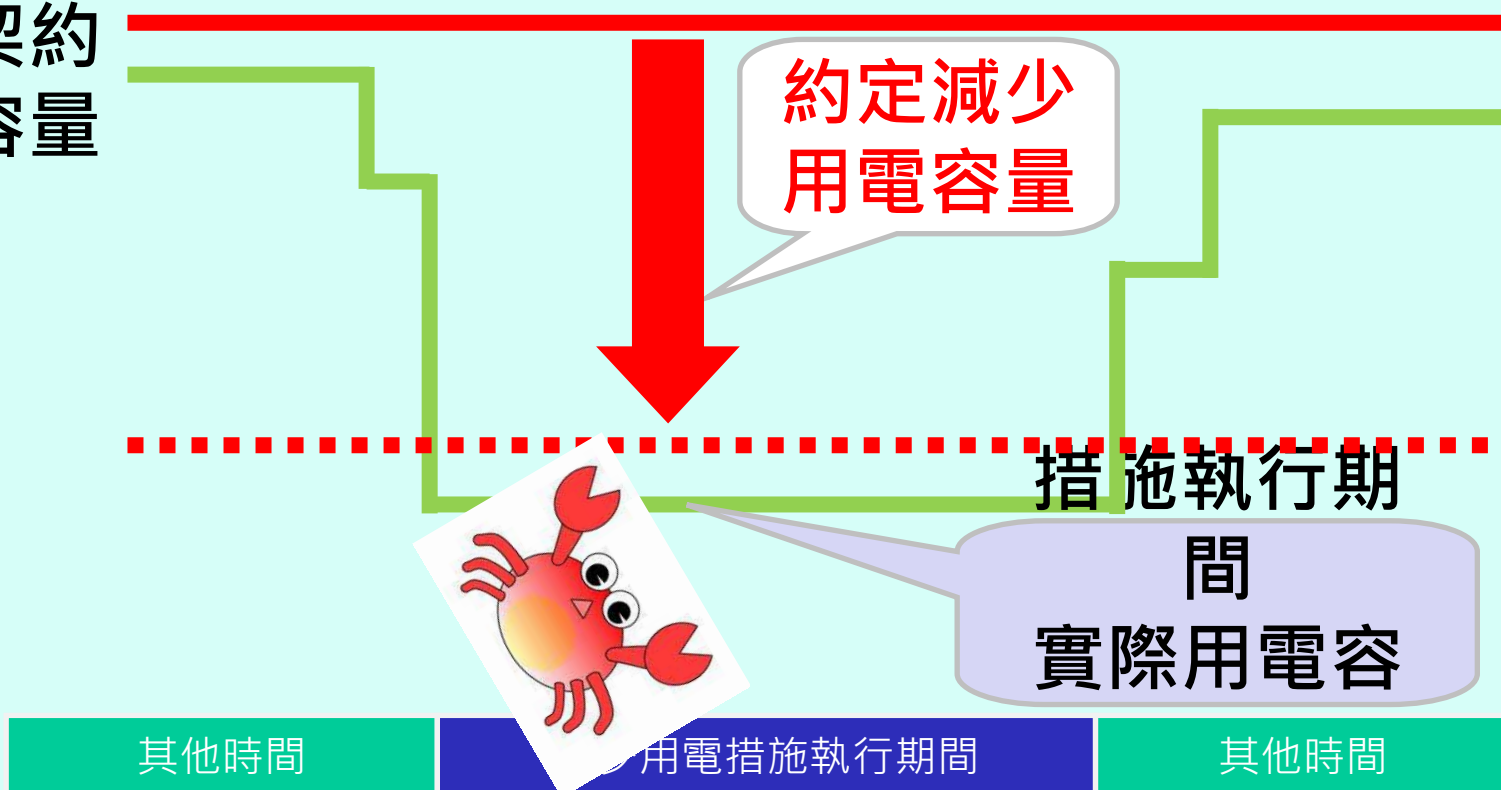 約
容量
約定減少
用電容量
措施執行期
間
實際用電容
其他時間
用電措施執行期間
其他時間